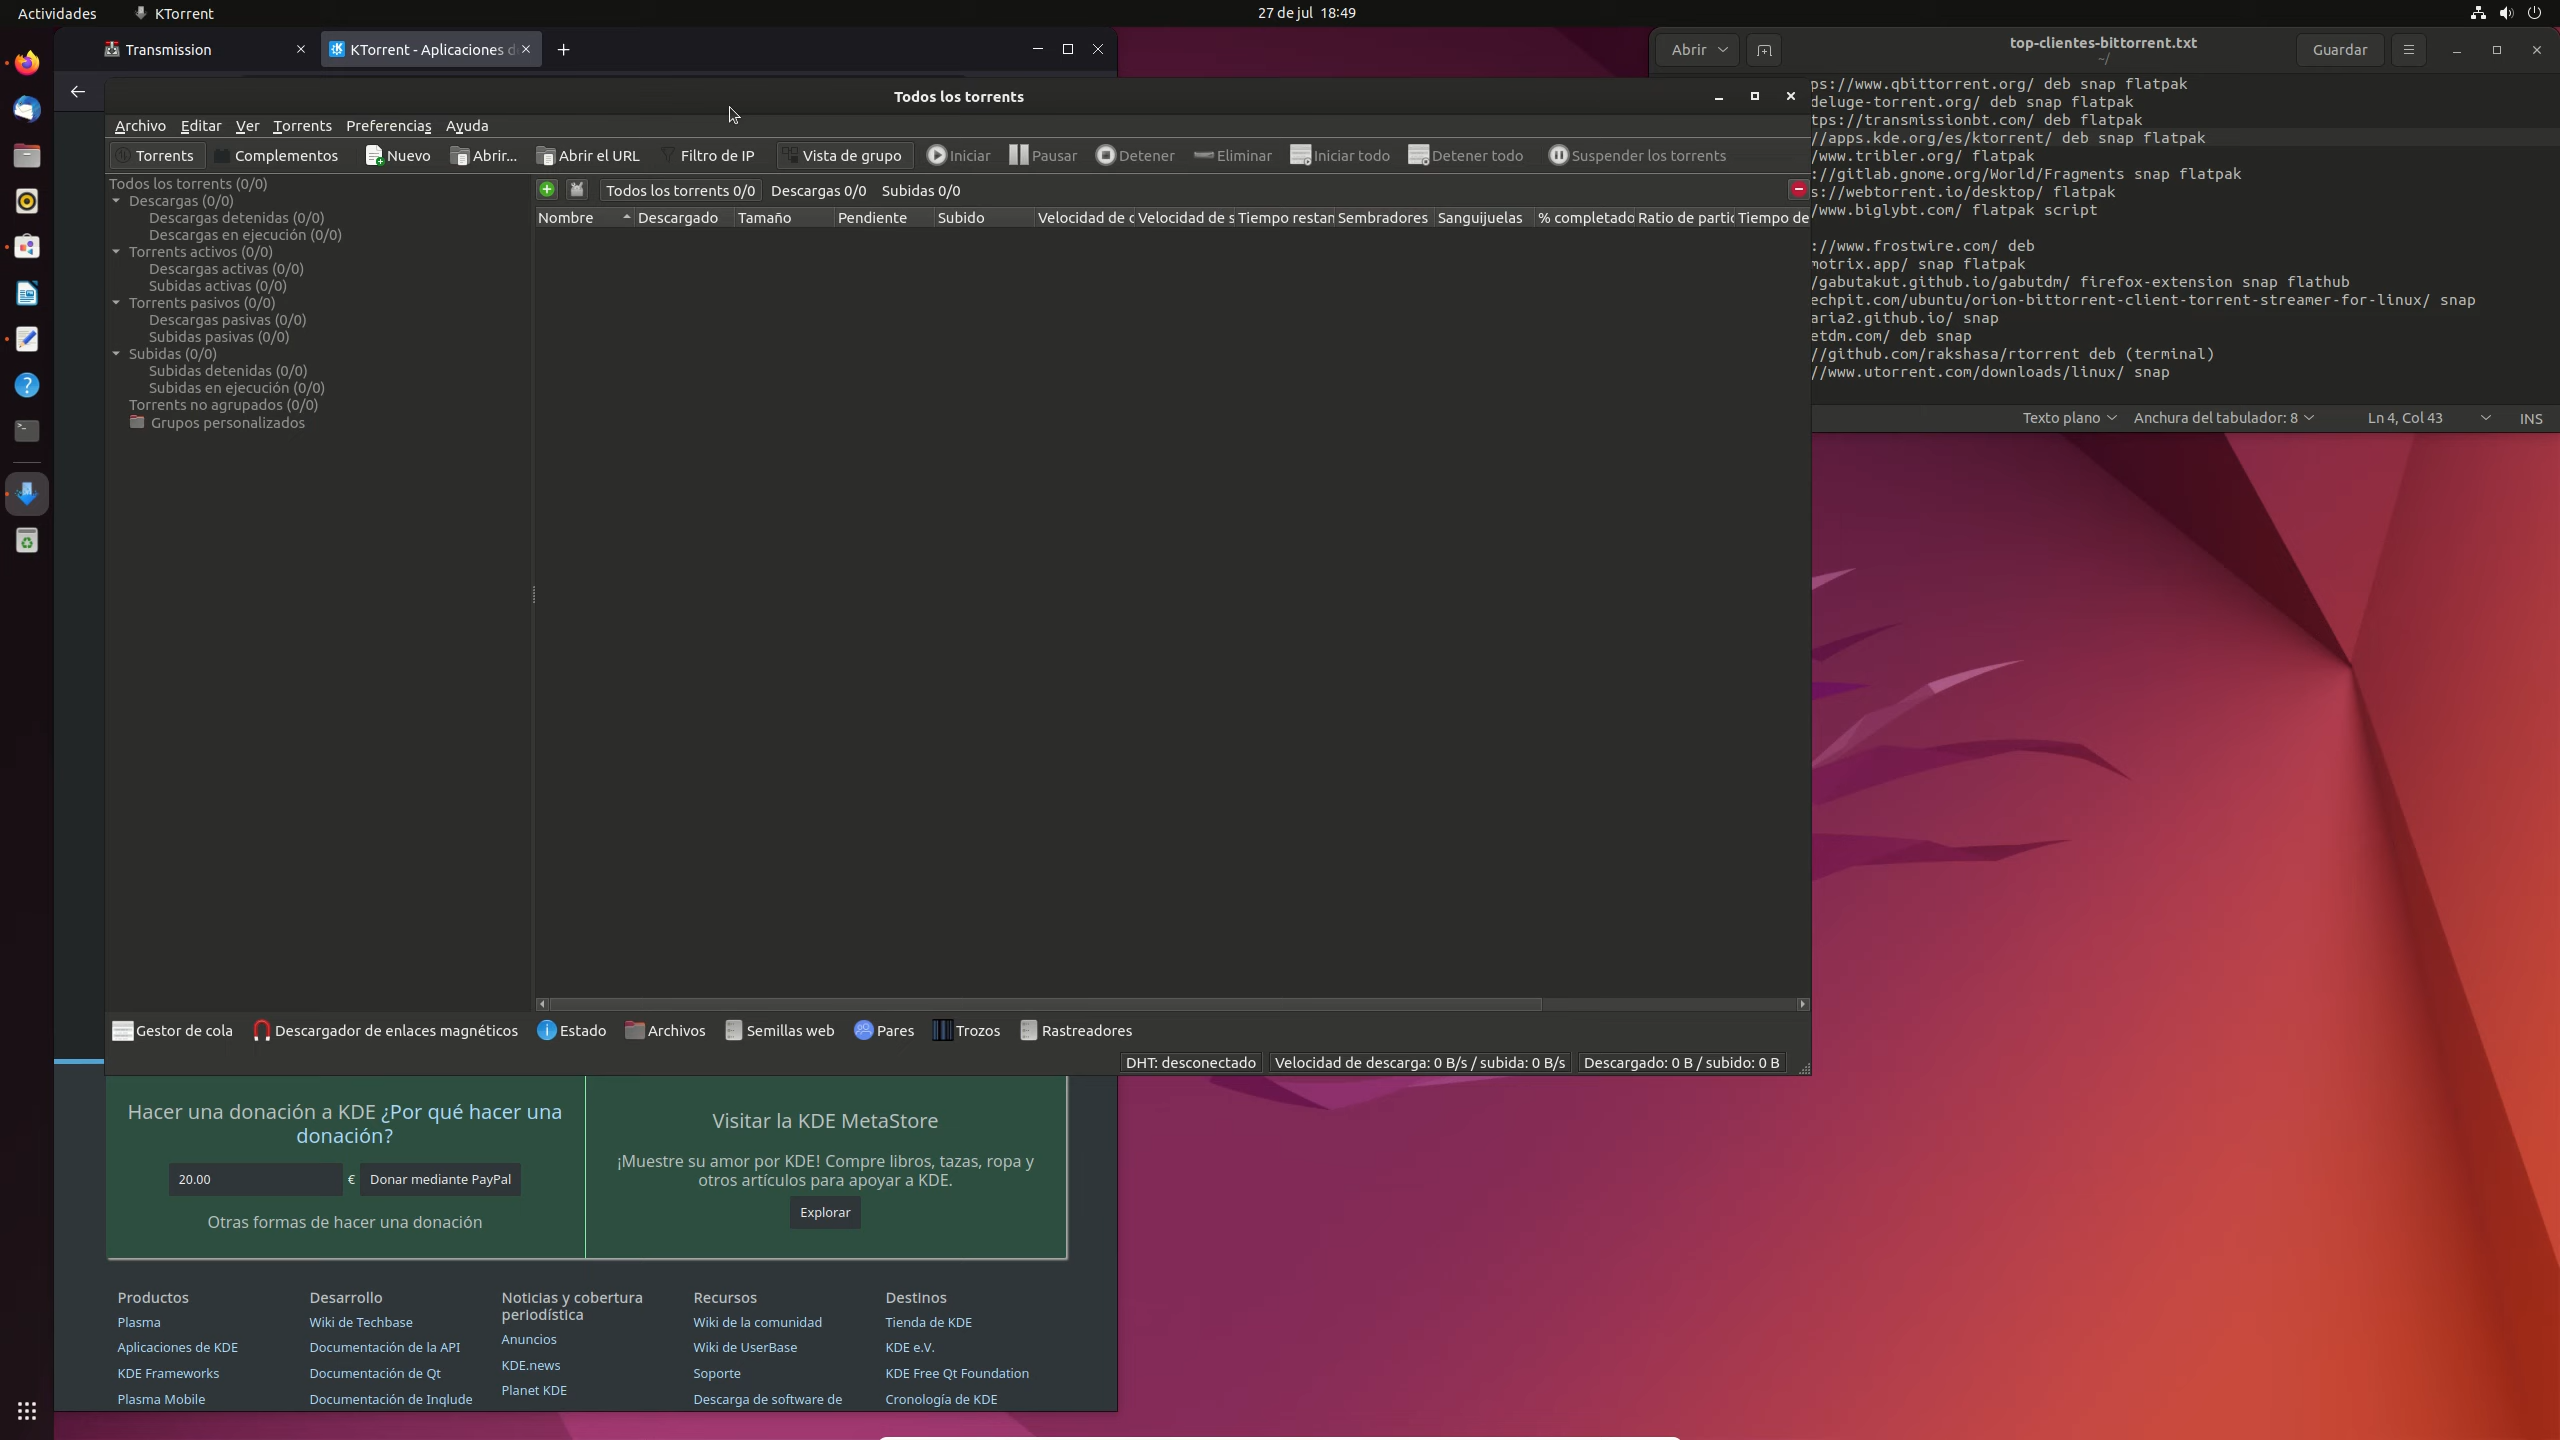 Actividades
KTorrent
27 de jul 18:49
Transmission
KTorrent - Aplicaciones d
Todos los torrents
Archivo Editar Ver Torrents Preferencias Ayuda
Torrents Complementos Nuevo Abrir... Abrir el URL Filtro de IP Vista de grupo Iniciar Pausar Detener Eliminar Iniciar todo Detener todo Suspender los torrents
Todos los torrents (0/0)
Descargas (0/0)
Descargas detenidas (0/0)
Descargas en ejecución (0/0)
Torrents activos (0/0)
Descargas activas (0/0)
Subidas activas (0/0)
Torrents pasivos (0/0)
Descargas pasivas (0/0)
Subidas pasivas (0/0)
Subidas (0/0)
Subidas detenidas (0/0)
Subidas en ejecución (0/0)
Torrents no agrupados (0/0)
Grupos personalizados
Todos los torrents 0/0 Descargas 0/0 Subidas 0/0
Nombre Descargado Tamaño Pendiente Subido Velocidad de Velocidad de s Tiempo restan Sembradores Sanguijuelas % completado Ratio de partic Tiempo de
Gestor de cola Descargador de enlaces magnéticos Estado Archivos Semillas web Pares Trozos Rastreadores
DHT: desconectado Velocidad de descarga: 0 B/s / subida: 0 B/s Descargado: 0 B / subido: 0 B
Abrir
top-clientes-bittorrent.txt
~/
Guardar
ps://www.qbittorrent.org/ deb snap flatpak
deluge-torrent.org/ deb snap flatpak
tps://transmissionbt.com/ deb flatpak
//apps.kde.org/es/ktorrent/ deb snap flatpak
/www.tribler.org/ flatpak
://gitlab.gnome.org/World/Fragments snap flatpak
s://webtorrent.io/desktop/ flatpak
/www.biglybt.com/ flatpak script
://www.frostwire.com/ deb
motrix.app/ snap flatpak
/gabutakut.github.io/gabutdm/ firefox-extension snap flathub
echpit.com/ubuntu/orion-bittorrent-client-torrent-streamer-for-linux/ snap
aria2.github.io/ snap
etdm.com/ deb snap
//github.com/rakshasa/rtorrent deb (terminal)
//www.utorrent.com/downloads/linux/ snap
Texto plano Anchura del tabulador: 8 Ln 4, Col 43 INS
Hacer una donación a KDE ¿Por qué hacer una
donación?
20.00 € Donar mediante PayPal
Otras formas de hacer una donación
Visitar la KDE MetaStore
¡Muestre su amor por KDE! Compre libros, tazas, ropa y
otros artículos para apoyar a KDE.
Explorar
Productos
Plasma
Aplicaciones de KDE
KDE Frameworks
Plasma Mobile
Desarrollo
Wiki de Techbase
Documentación de la API
Documentación de Qt
Documentación de Inqlude
Noticias y cobertura
periodística
Anuncios
KDE.news
Planet KDE
Recursos
Wiki de la comunidad
Wiki de UserBase
Soporte
Descarga de software de
Destinos
Tienda de KDE
KDE e.V.
KDE Free Qt Foundation
Cronología de KDE